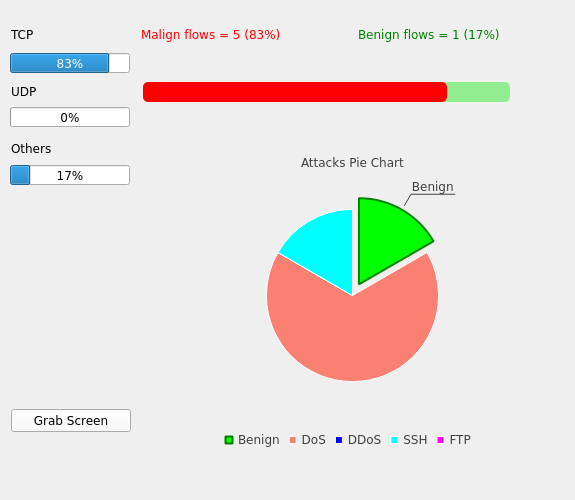 TCP
Malign flows = 5 (83%)
Benign flows = 1 (17%)
83%
UDP
0%
Others
17%
Attacks Pie Chart
Benign
Grab Screen
Benign
DoS
DDoS
SSH
FTP